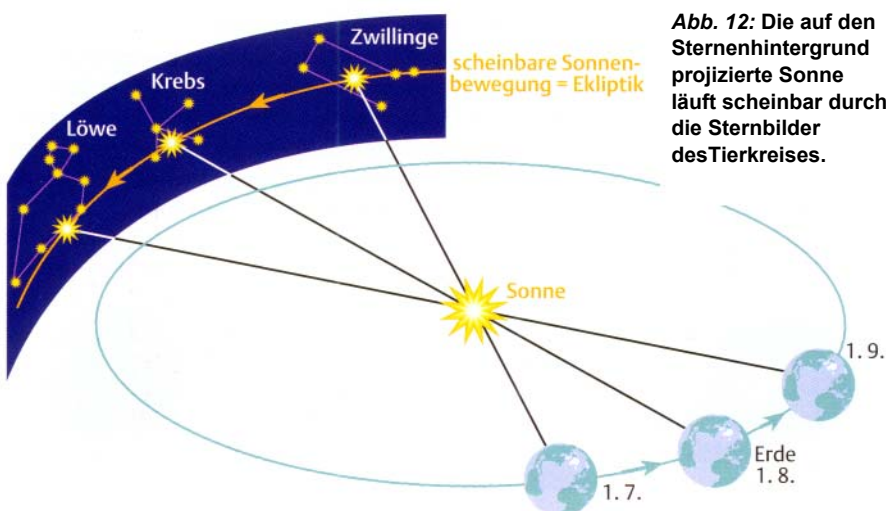 Abb. 12: Die auf den
Sternenhintergrund
projizierte Sonne
läuft scheinbar durch
die Sternbilder
desTierkreises.
Zwillinge
scheinbare Sonnen-
bewegung = Ekliptik
Krebs
Löwe
Sonne
1. 9.
Erde
1. 8.
1. 7.